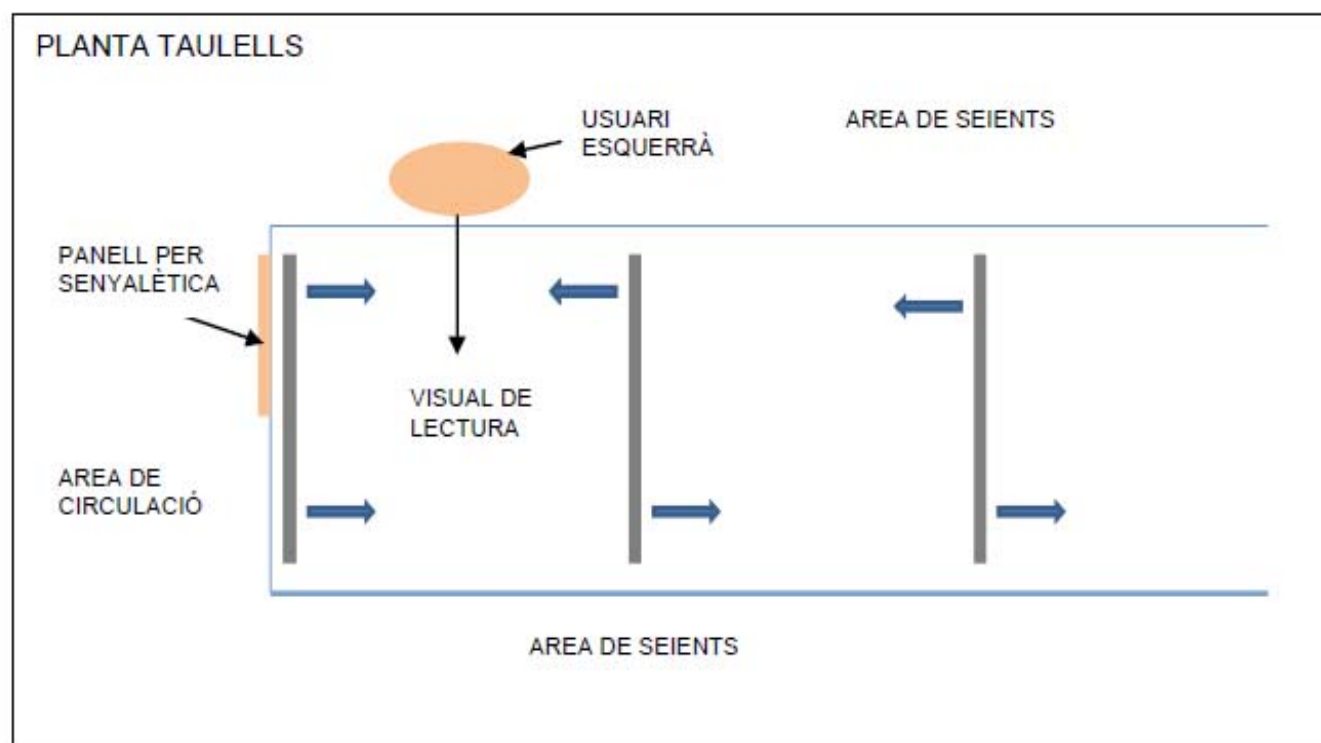 PLANTA TAULELLS
USUARI
ESQUERRÀ
AREA DE SEIENTS
PANELL PER
SENYALÈTICA
VISUAL DE
LECTURA
AREA DE
CIRCULACIÓ
AREA DE SEIENTS